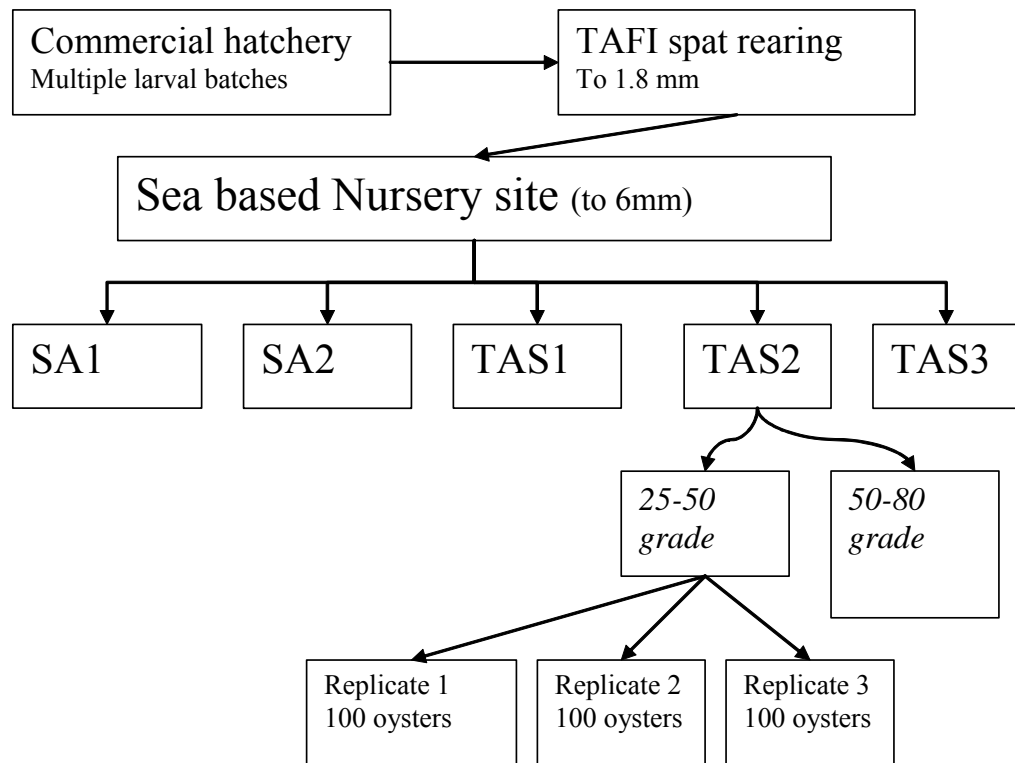 Commercial hatchery
Multiple larval batches
TAFI spat rearing
To 1.8 mm
Sea based Nursery site (to 6mm)
SA1
SA2
TAS1
TAS2
TAS3
25-50
grade
50-80
grade
Replicate 1
100 oysters
Replicate 2
100 oysters
Replicate 3
100 oysters